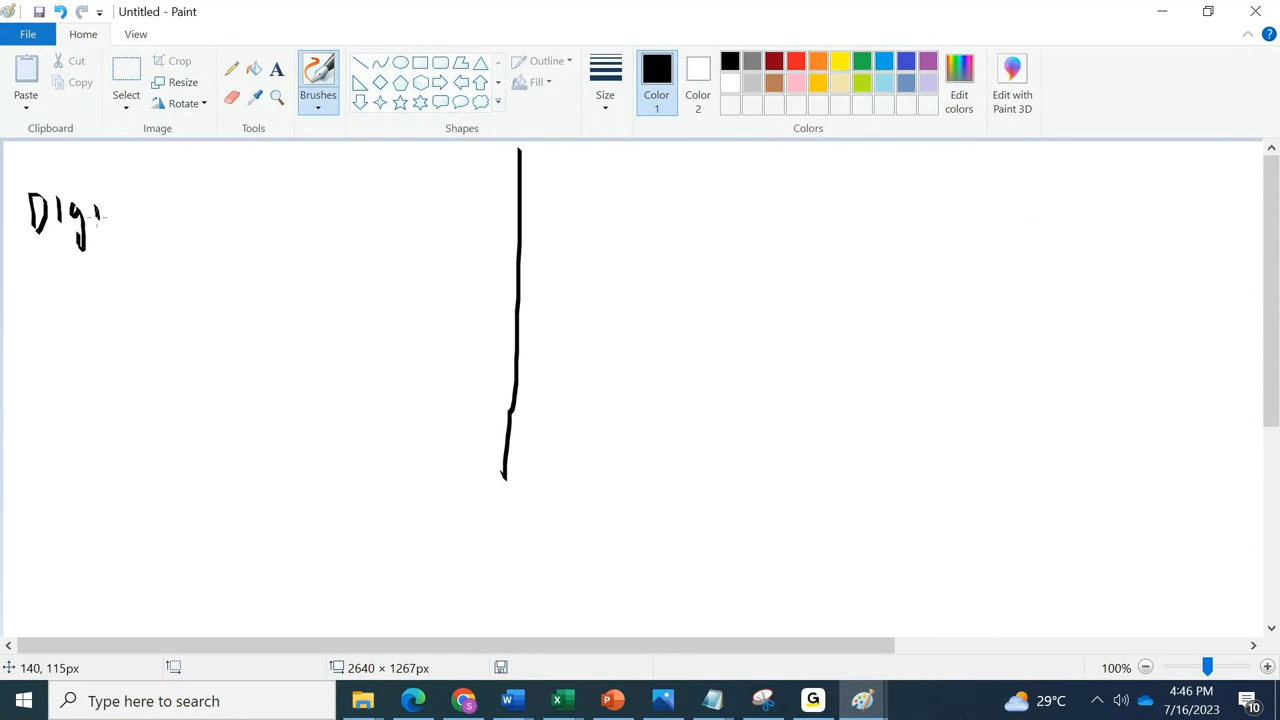 Untitled - Paint
File
Home
View
Paste
Cut
Copy
Clipboard
Select
Crop
Resize
Rotate
Image
Tools
Brushes
Outline
Fill
Shapes
Size
Color
1
Color
2
Edit
colors
Edit with
Paint 3D
Colors
Digi
140, 115px
2640 × 1267px
100%
Type here to search
29°C
4:46 PM
7/16/2023
10